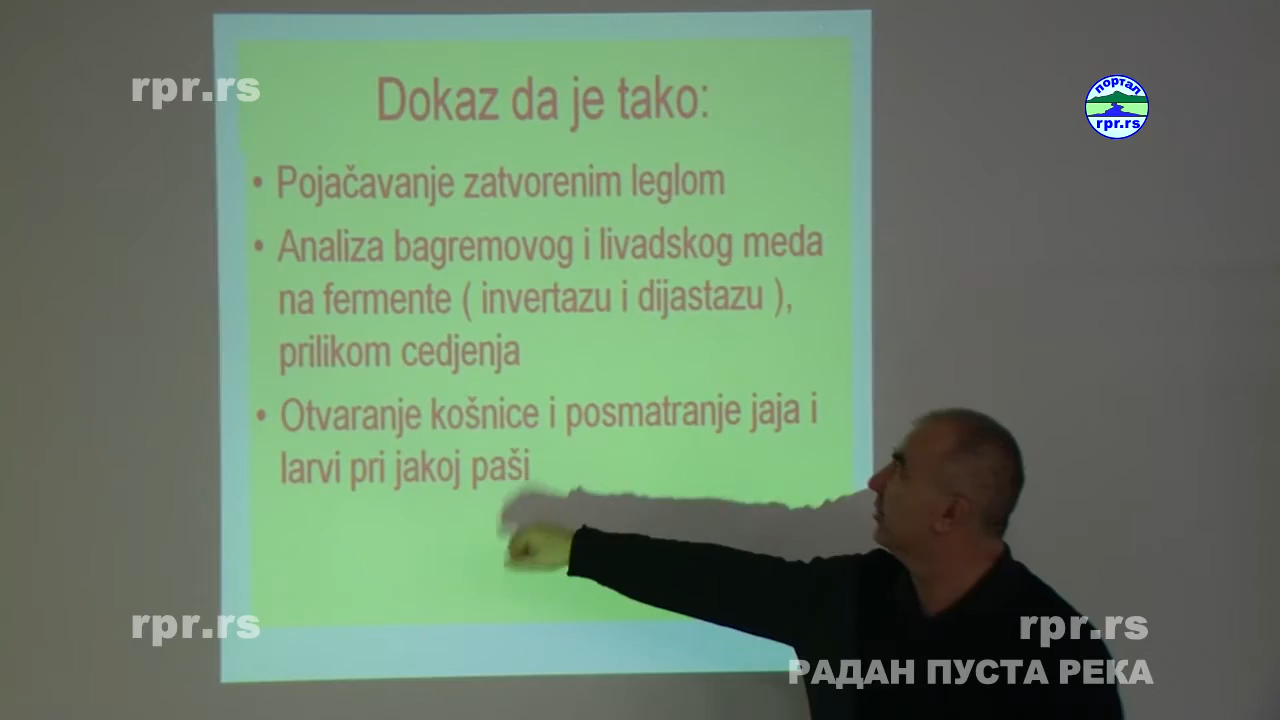 rpr.rs
портал
rpr.rs
Dokaz da je tako:
• Pojačavanje zatvorenim leglom
• Analiza bagremovog i livadskog meda
na fermente ( invertazu i dijastazu ),
prilikom cedjenja
• Otvaranje košnice i posmatranje jaja i
larvi pri jakoj paši
rpr.rs
rpr.rs
РАДАН ПУСТА РЕКА